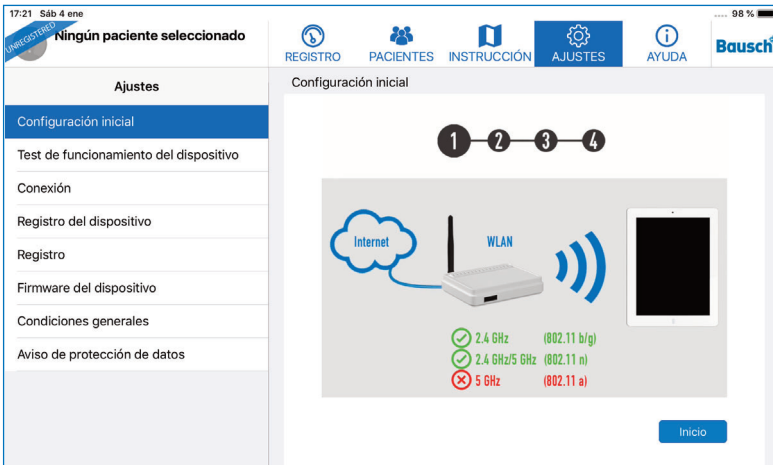 17:21 Sáb 4 ene
98 %
UNREGISTERED
Ningún paciente seleccionado
REGISTRO
PACIENTES
INSTRUCCIÓN
AJUSTES
AYUDA
Bausch
Ajustes
Configuración inicial
Configuración inicial
Test de funcionamiento del dispositivo
Conexión
Registro del dispositivo
Registro
Firmware del dispositivo
Condiciones generales
Aviso de protección de datos
1 2 3 4
Internet
WLAN
2.4 GHz (802.11 b/g)
2.4 GHz/5 GHz (802.11 n)
5 GHz (802.11 a)
Inicio